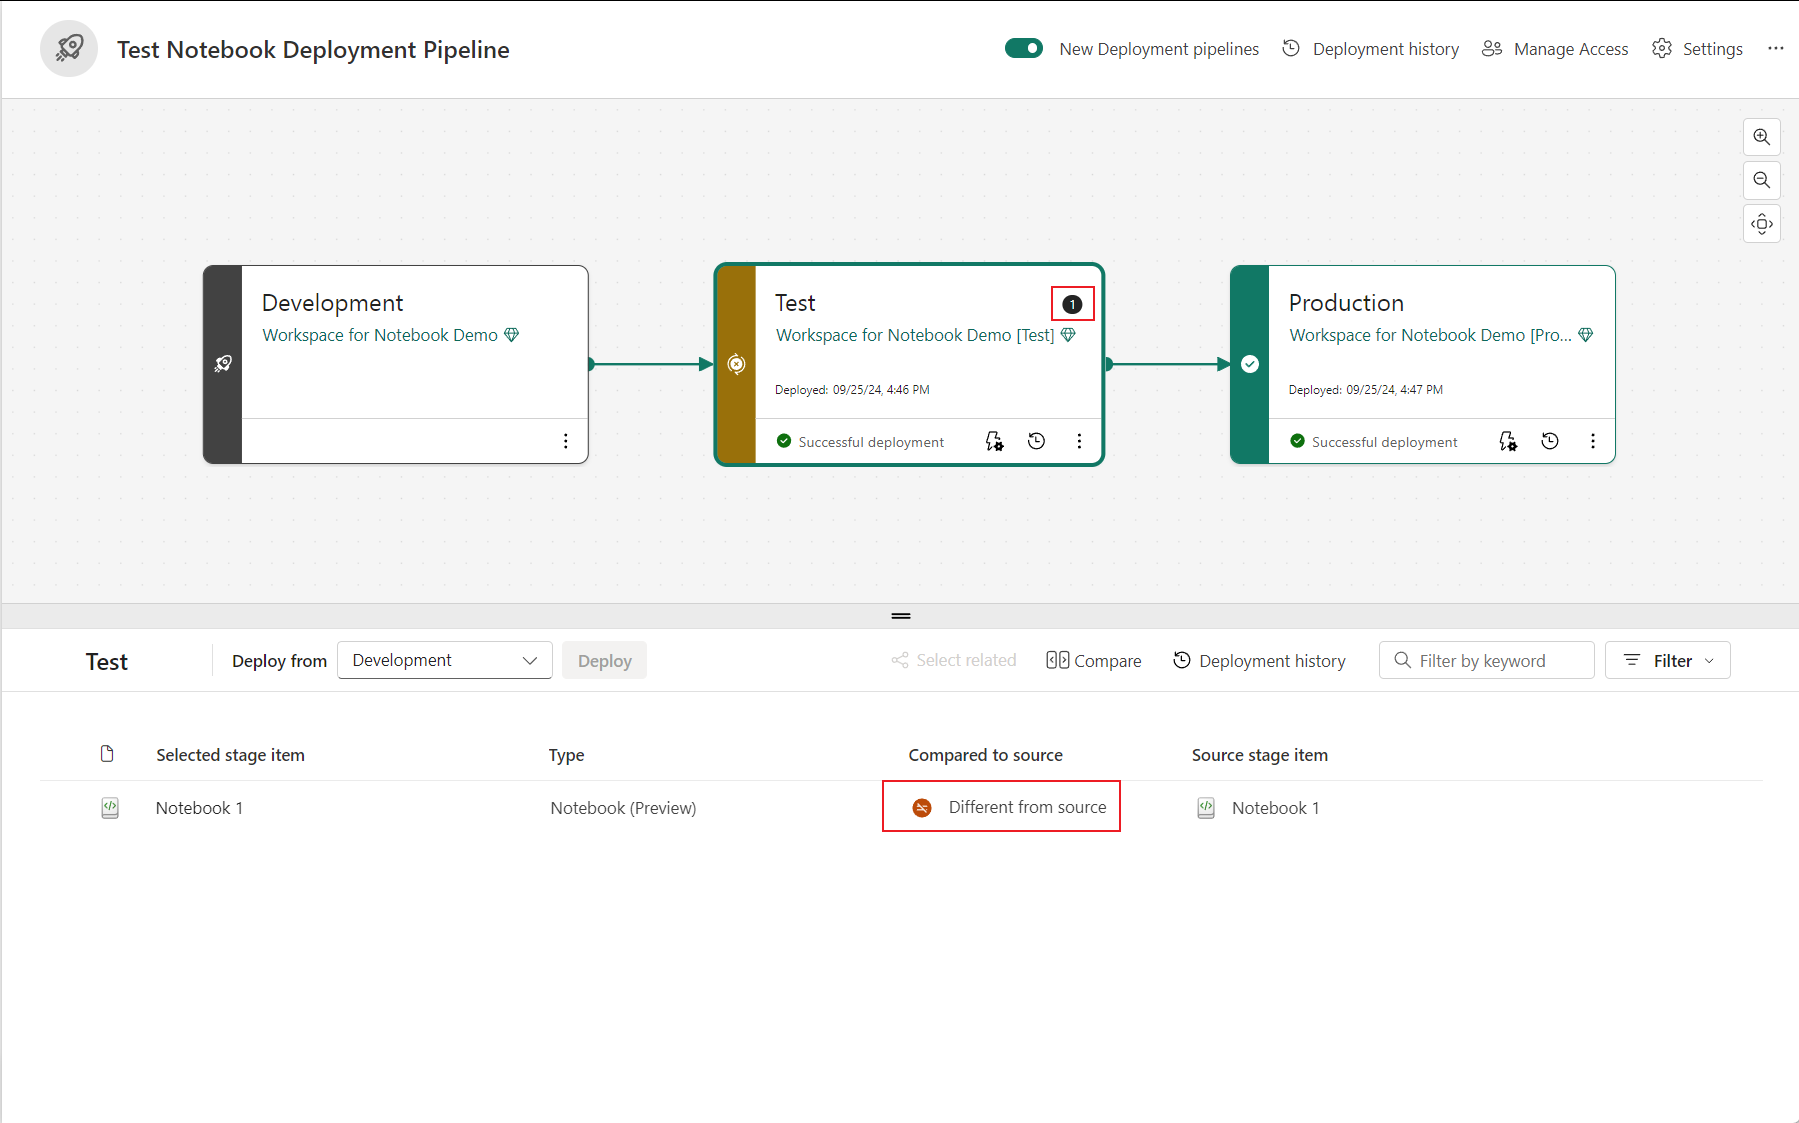 Test Notebook Deployment Pipeline
New Deployment pipelines
Deployment history
Manage Access
Settings
Development
Workspace for Notebook Demo
Test
1
Workspace for Notebook Demo [Test]
Deployed: 09/25/24, 4:46 PM
Successful deployment
Production
Workspace for Notebook Demo [Pro...
Deployed: 09/25/24, 4:47 PM
Successful deployment
Test
Deploy from
Development
Deploy
Select related
Compare
Deployment history
Filter by keyword
Filter
Selected stage item
Type
Compared to source
Source stage item
Notebook 1
Notebook (Preview)
Different from source
Notebook 1